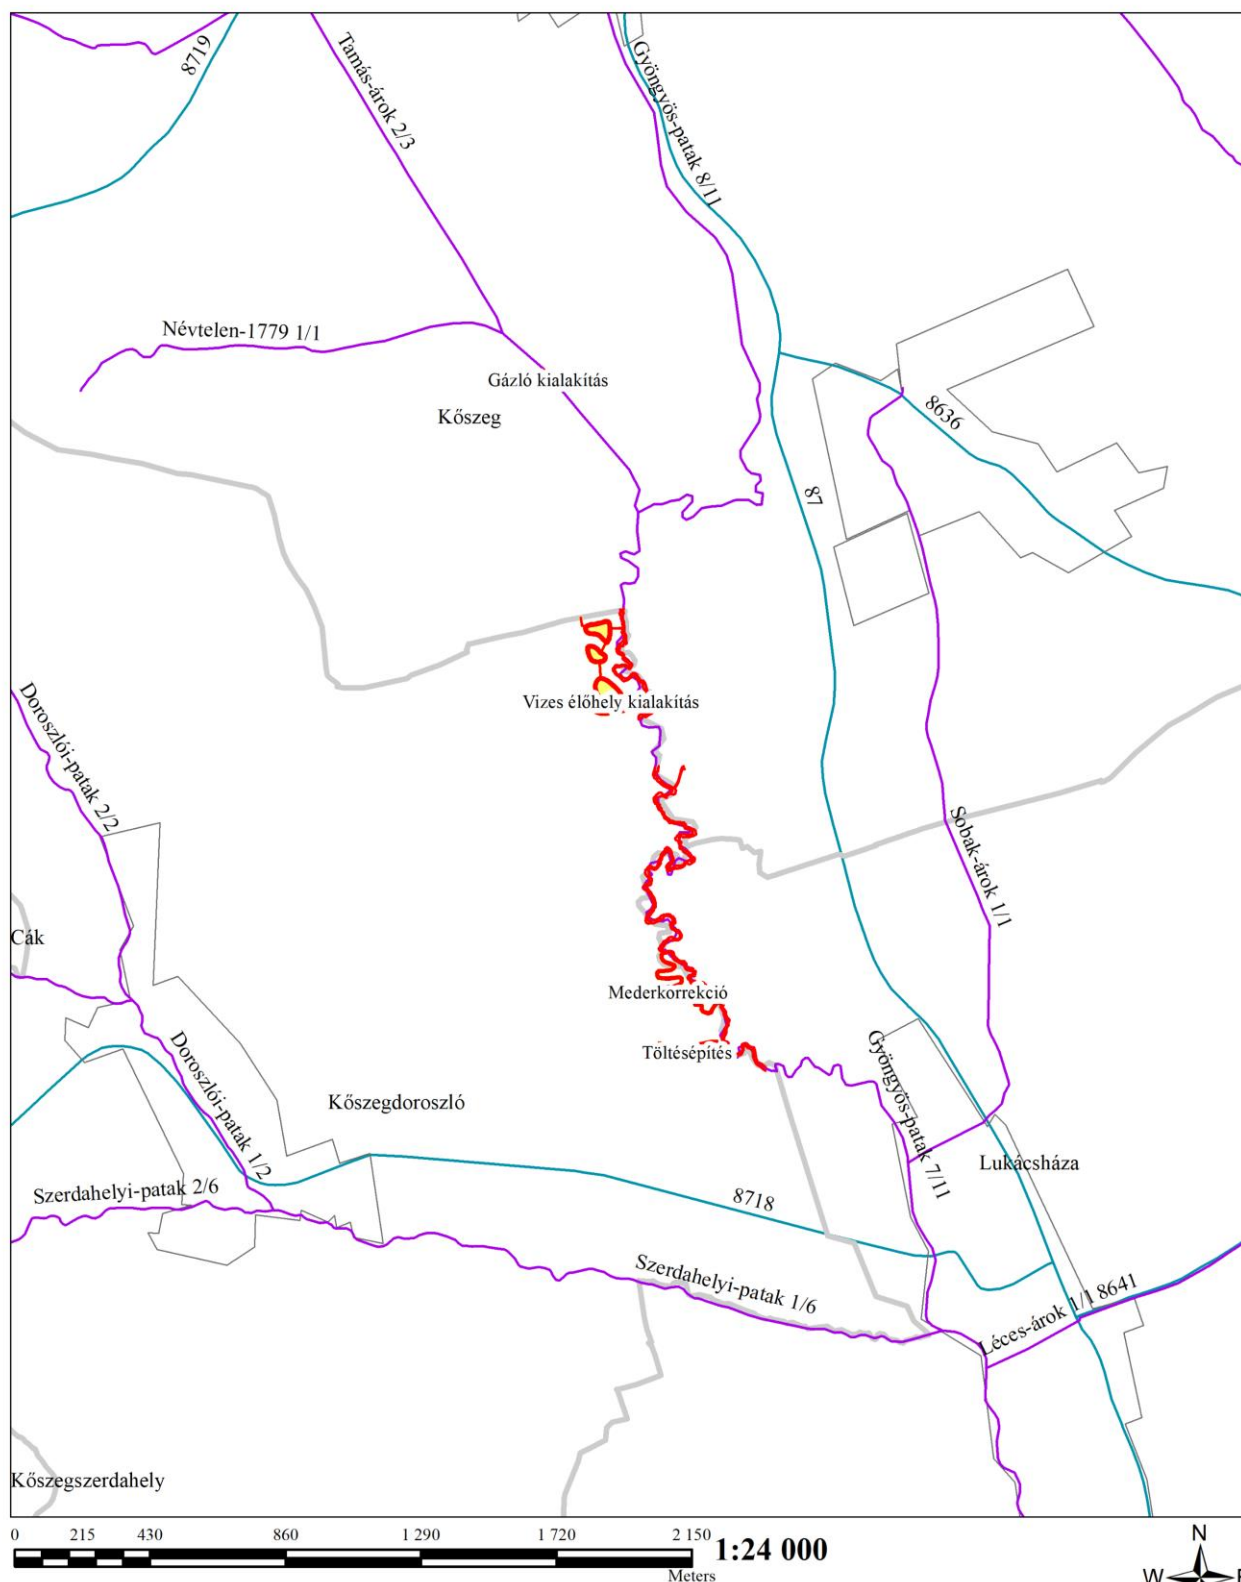 8719
Tamás-árok 2/3
Gyöngyös-patak 8/11
Névtelen-1779 1/1
Gázló kialakítás
Kőszeg
8636
87
Vizes élőhely kialakítás
Doroszlói-patak 2/2
Sobak-árok 1/1
Cák
Mederkorrekció
Töltésépítés
Doroszlói-patak 1/2
Kőszegdoroszló
Gyöngyös-patak 7/11
Lukácsháza
Szerdahelyi-patak 2/6
8718
Szerdahelyi-patak 1/6
Léces-árok 1/1
8641
Kőszegszerdahely
0 215 430 860 1 290 1 720 2 150
Meters
1:24 000
N
W
E